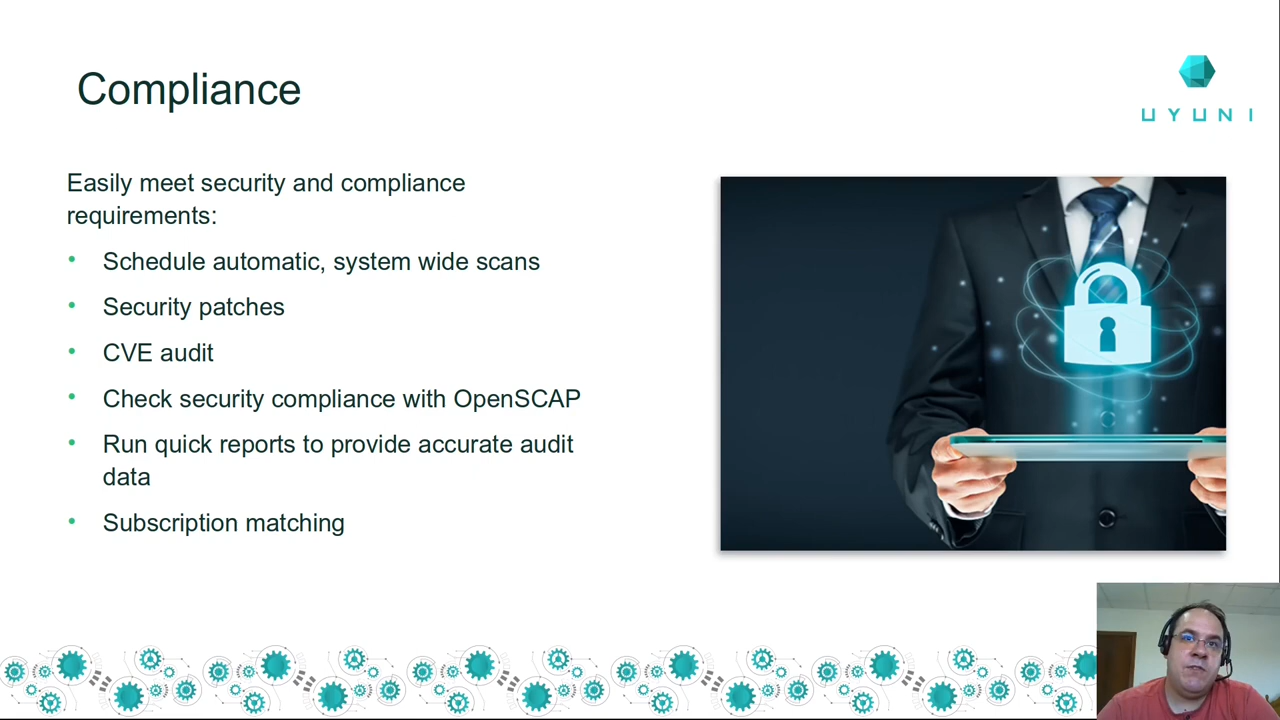 Compliance
UYUNI
Easily meet security and compliance
requirements:
• Schedule automatic, system wide scans
• Security patches
• CVE audit
• Check security compliance with OpenSCAP
• Run quick reports to provide accurate audit
data
• Subscription matching